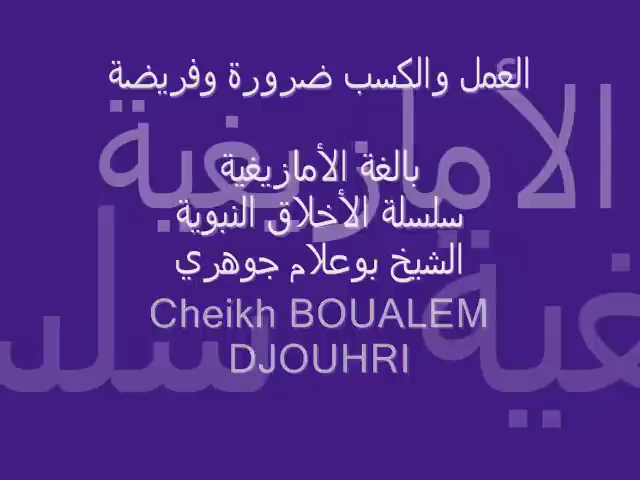 العمل والكسب ضرورة وفريضة
بالغة الأمازيغية
سلسلة الأخلاق النبوية
الشيخ بوعلام جوهري
Cheikh BOUALEM
DJOUHRI